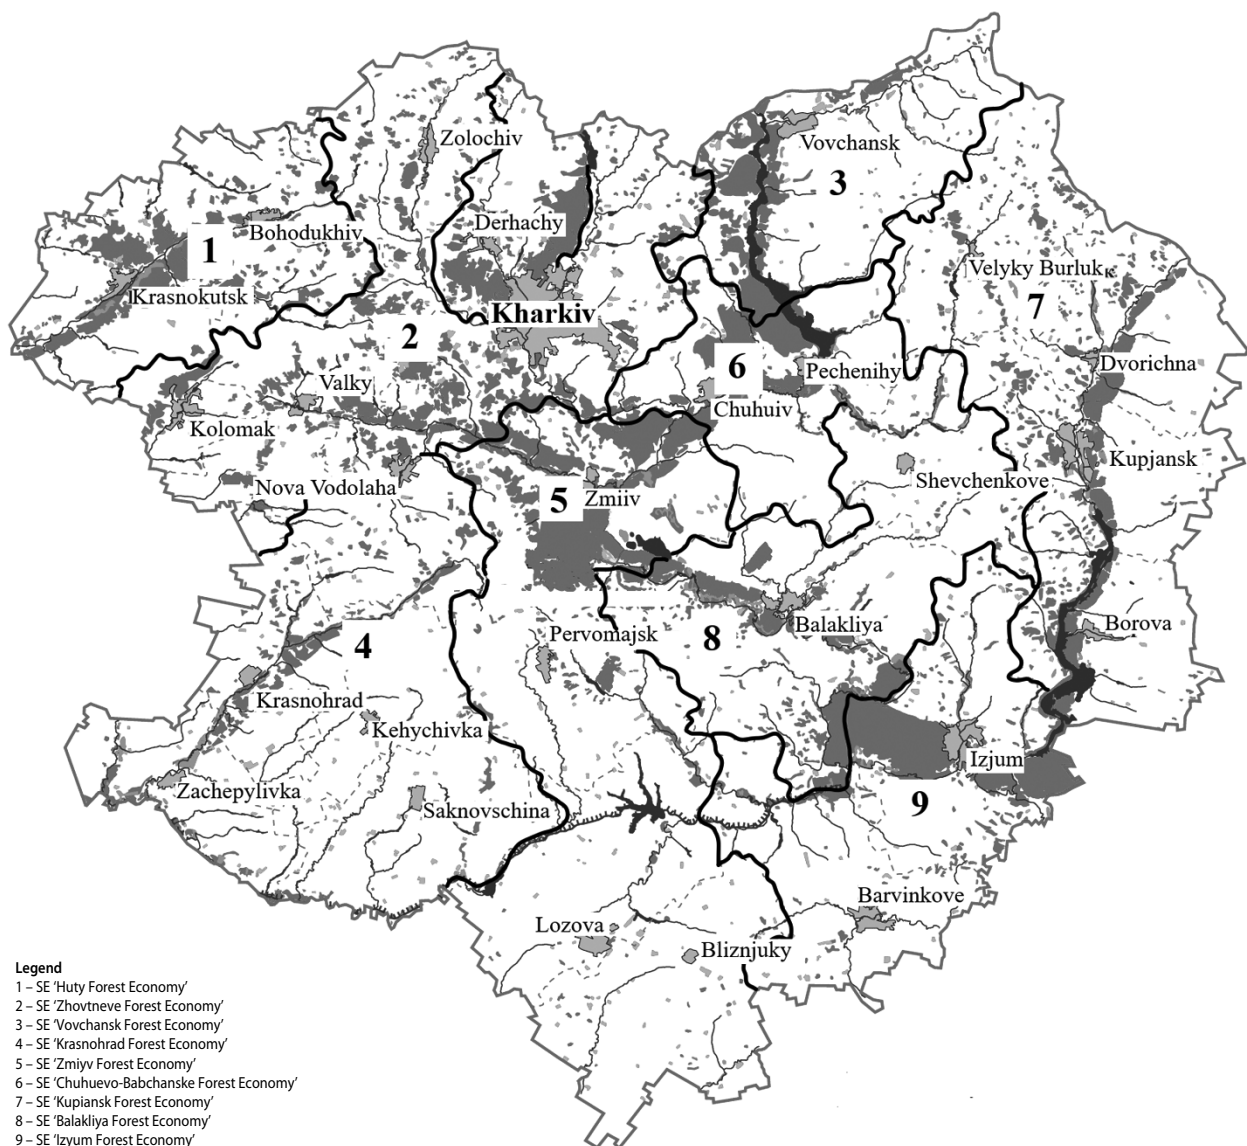 Zolochiv
Vovchansk
3
Derhachy
Bohodukhiv
1
Velyky Burluk
Krasnokutsk
7
Kharkiv
2
Dvorichna
6
Pechenihy
Valky
Chuhuiv
Kolomak
Kupjansk
Shevchenkove
Nova Vodolaha
5
Zmiiv
Borova
Balakliya
Pervomajsk
8
4
Krasnohrad
Kehychivka
Izjum
Zachepylivka
9
Saknovschina
Barvinkove
Lozova
Bliznjuky
Legend
1 – SE ‘Huty Forest Economy’
2 – SE ‘Zhovtneve Forest Economy’
3 – SE ‘Vovchansk Forest Economy’
4 – SE ‘Krasnohrad Forest Economy’
5 – SE ‘Zmiyv Forest Economy’
6 – SE ‘Chuhuevo-Babchanske Forest Economy’
7 – SE ‘Kupiansk Forest Economy’
8 – SE ‘Balakliya Forest Economy’
9 – SE ‘Izyum Forest Economy’